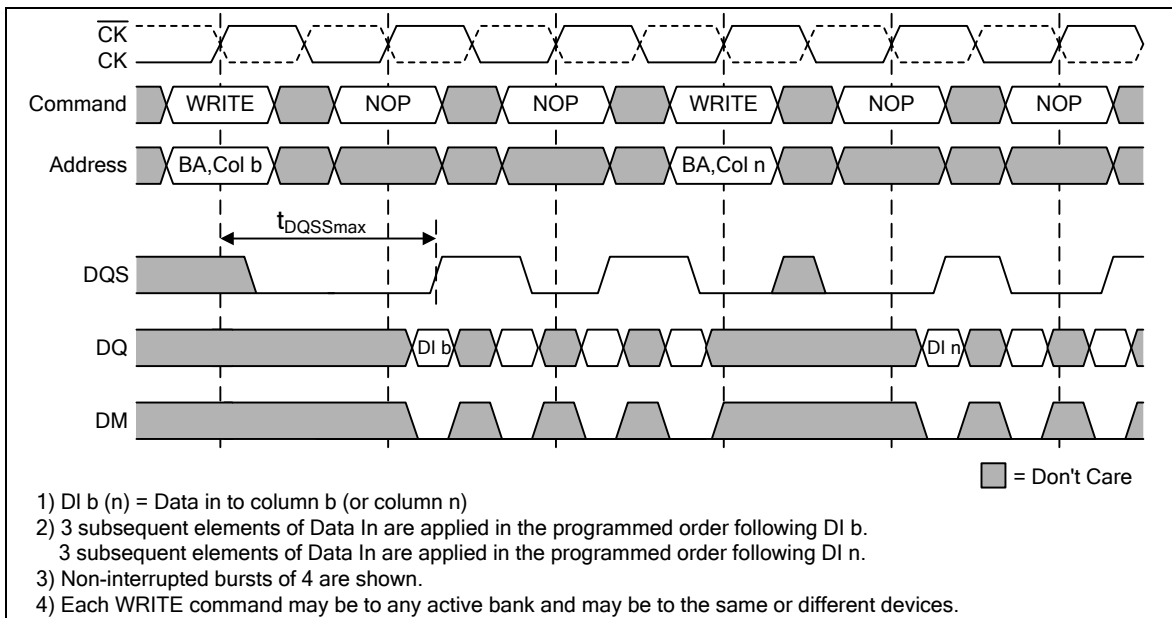 CK
CK
Command WRITE NOP NOP WRITE NOP NOP
Address BA,Col b BA,Col n
tDQSSmax
DQS
DQ DI b DI n
DM
= Don't Care
1) DI b (n) = Data in to column b (or column n)
2) 3 subsequent elements of Data In are applied in the programmed order following DI b.
3 subsequent elements of Data In are applied in the programmed order following DI n.
3) Non-interrupted bursts of 4 are shown.
4) Each WRITE command may be to any active bank and may be to the same or different devices.